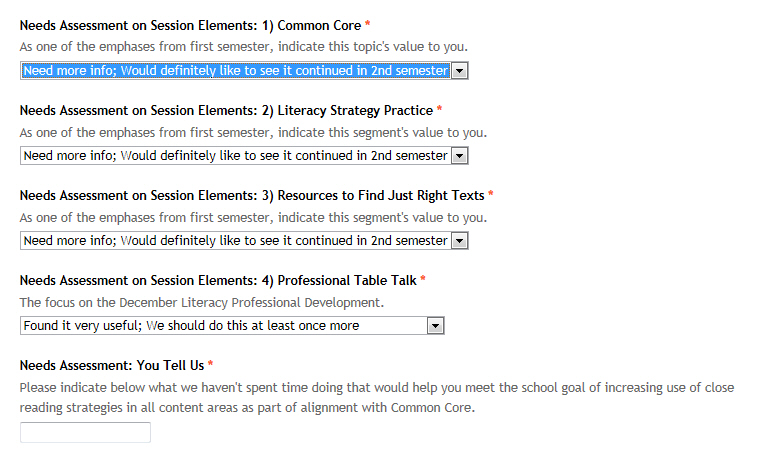 Needs Assessment on Session Elements: 1) Common Core *
As one of the emphases from first semester, indicate this topic's value to you.
Need more info; Would definitely like to see it continued in 2nd semester
Needs Assessment on Session Elements: 2) Literacy Strategy Practice *
As one of the emphases from first semester, indicate this segment's value to you.
Need more info; Would definitely like to see it continued in 2nd semester
Needs Assessment on Session Elements: 3) Resources to Find Just Right Texts *
As one of the emphases from first semester, indicate this segment's value to you.
Need more info; Would definitely like to see it continued in 2nd semester
Needs Assessment on Session Elements: 4) Professional Table Talk *
The focus on the December Literacy Professional Development.
Found it very useful; We should do this at least once more
Needs Assessment: You Tell Us *
Please indicate below what we haven't spent time doing that would help you meet the school goal of increasing use of close
reading strategies in all content areas as part of alignment with Common Core.